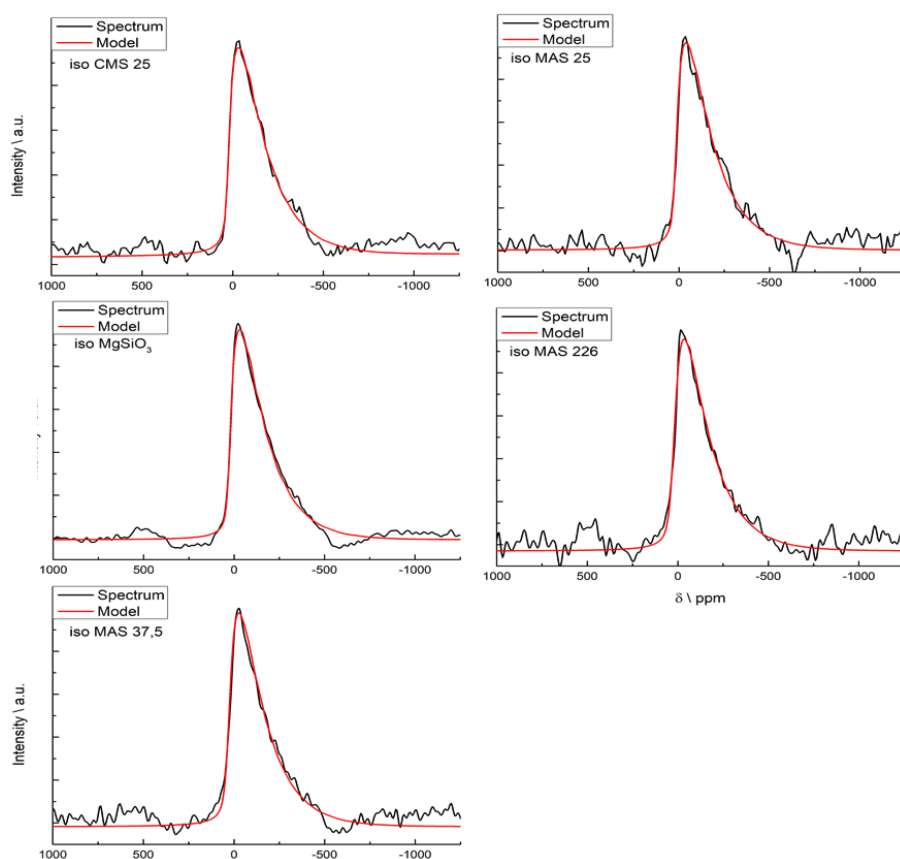 Spectrum
Model
iso CMS 25
Intensity \ a.u.
1000 500 0 -500 -1000
Spectrum
Model
iso MAS 25
1000 500 0 -500 -1000
Spectrum
Model
iso MgSiO₃
1000 500 0 -500 -1000
Spectrum
Model
iso MAS 226
1000 500 0 -500 -1000
δ \ ppm
Spectrum
Model
iso MAS 37,5
Intensity \ a.u.
1000 500 0 -500 -1000